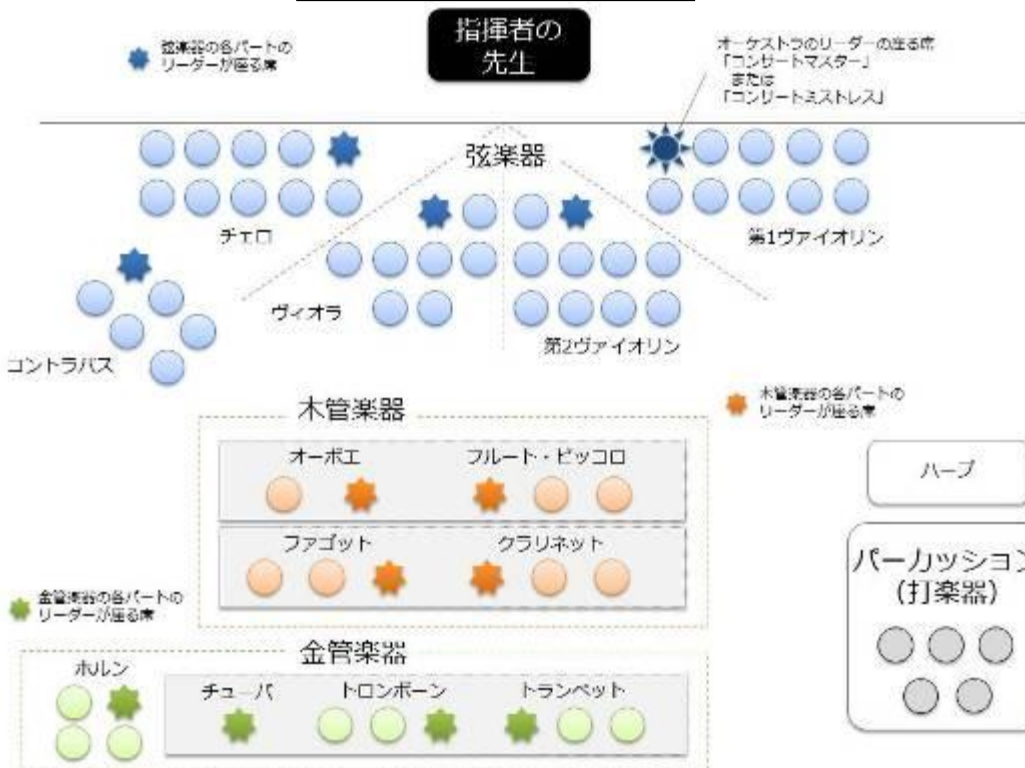 指揮者の
先生
弦楽器の各パートの
リーダーが座る席
オーケストラのリーダーの座る席
「コンサートマスター」
または
「コンサートミストレス」
弦楽器
チェロ
第1ヴァイオリン
ヴィオラ
第2ヴァイオリン
コントラバス
木管楽器の各パートの
リーダーが座る席
木管楽器
オーボエ
フルート・ピッコロ
ハープ
ファゴット
クラリネット
パーカッション
(打楽器)
金管楽器の各パートの
リーダーが座る席
金管楽器
ホルン
チューバ
トロンボーン
トランペット